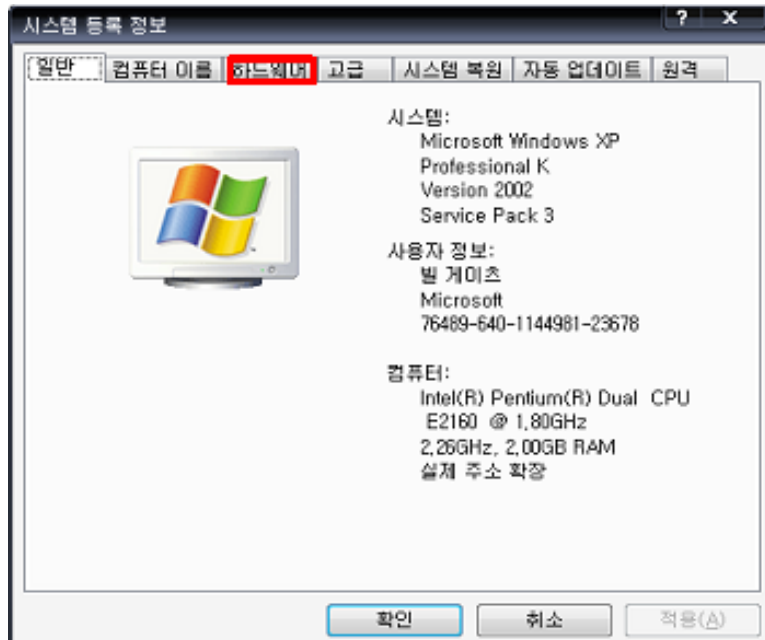 시스템 등록 정보
? X
일반 컴퓨터 이름 하드웨어 고급 시스템 복원 자동 업데이트 원격
시스템:
Microsoft Windows XP
Professional K
Version 2002
Service Pack 3
사용자 정보:
빌 게이츠
Microsoft
76489-640-1144981-23678
컴퓨터:
Intel(R) Pentium(R) Dual CPU
E2160 @ 1.80GHz
2.26GHz, 2.00GB RAM
실제 주소 확장
확인 취소 적용(A)